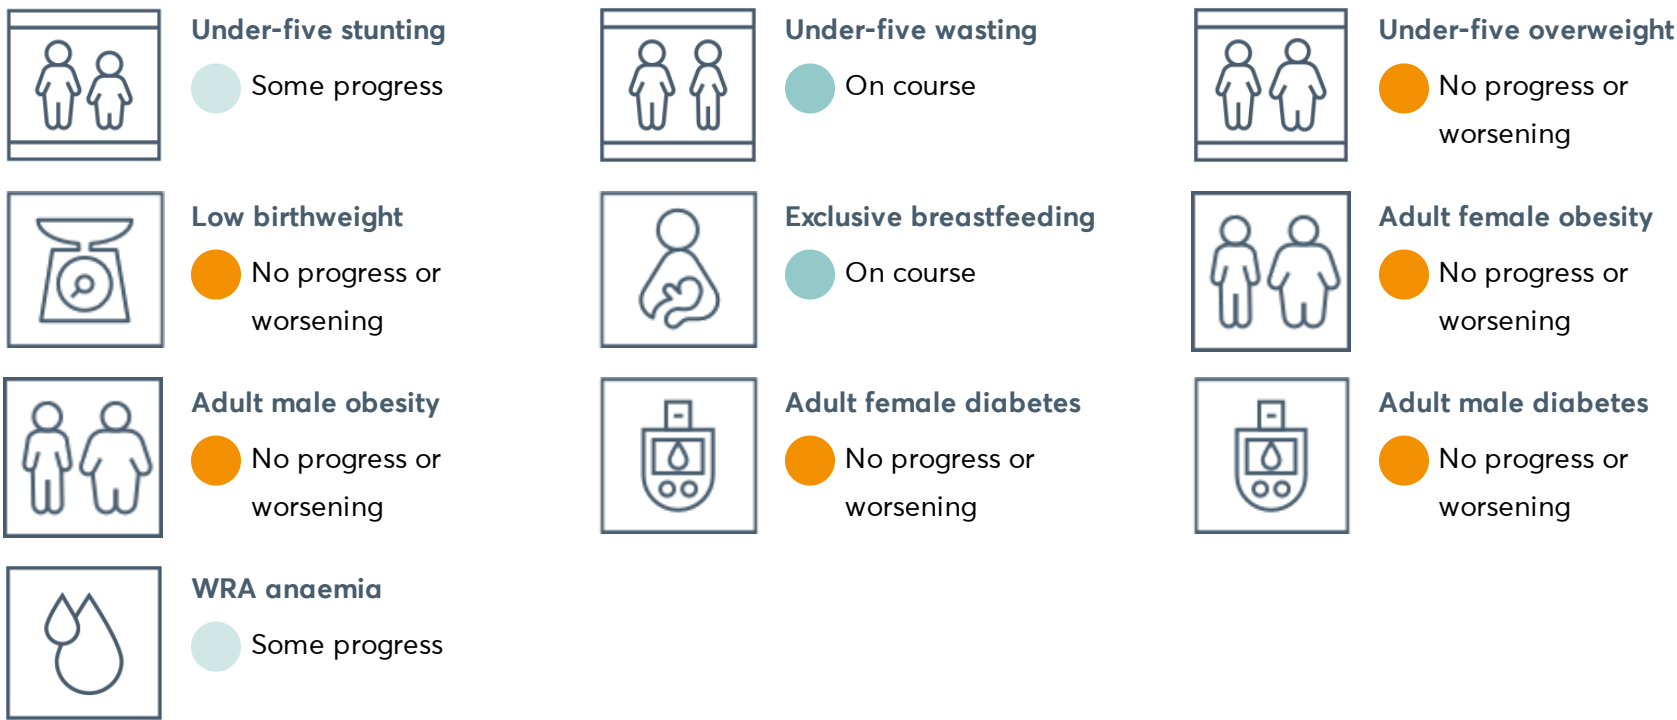 Under-five stunting
Some progress
Under-five wasting
On course
Under-five overweight
No progress or
worsening
Low birthweight
No progress or
worsening
Exclusive breastfeeding
On course
Adult female obesity
No progress or
worsening
Adult male obesity
No progress or
worsening
Adult female diabetes
No progress or
worsening
Adult male diabetes
No progress or
worsening
WRA anaemia
Some progress